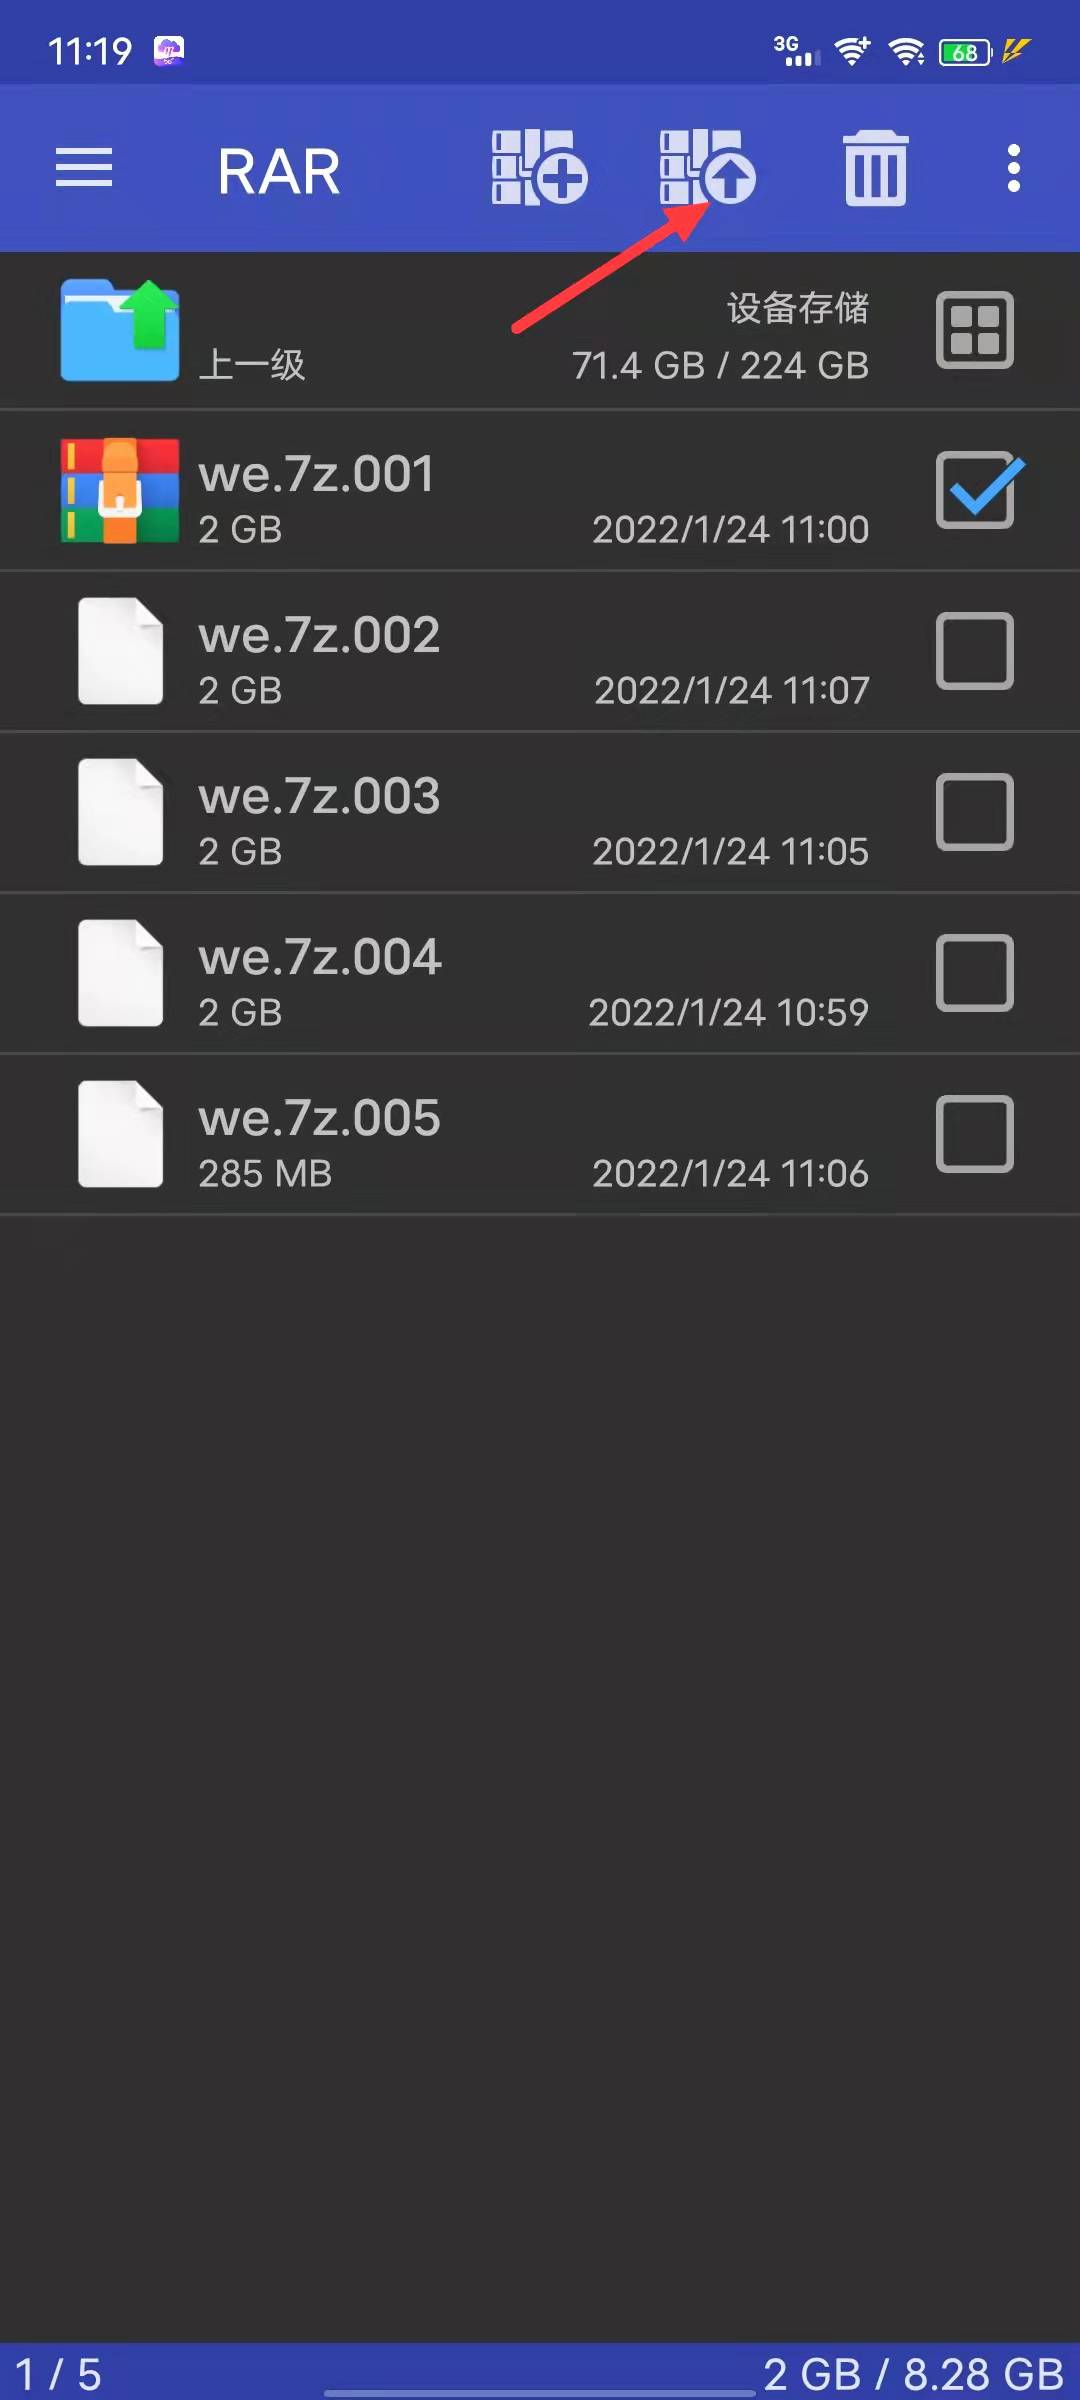 11:19
3G
68
RAR
设备存储
上一级
71.4 GB / 224 GB
we.7z.001
2 GB
2022/1/24 11:00
we.7z.002
2 GB
2022/1/24 11:07
we.7z.003
2 GB
2022/1/24 11:05
we.7z.004
2 GB
2022/1/24 10:59
we.7z.005
285 MB
2022/1/24 11:06
1 / 5
2 GB / 8.28 GB